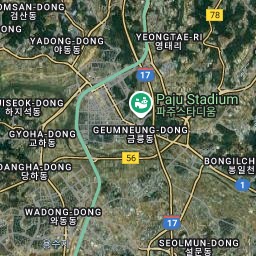 OMSAN-DONG
검산동
78
YEONGTAE-RI
영태리
YADONG-DONG
야동동
17
UISEOK-DONG
하지석동
Paju Stadium
파주스타디움
GYOHA-DONG
교하동
GEUMNEUNG-DONG
금릉동
56
BONGILCH
봉일천
DANGHA-DONG
당하동
1
WADONG-DONG
와동동
17
SEOLMUN-DONG
설문동